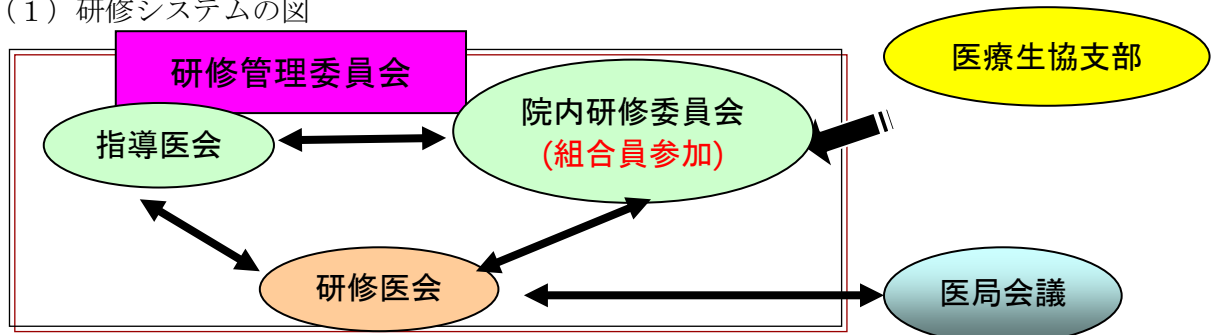 (1)研修システムの図
研修管理委員会
医療生協支部
指導医会
院内研修委員会
(組合員参加)
研修医会
医局会議